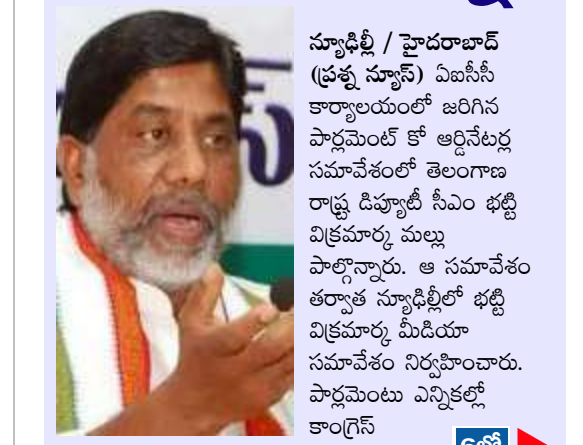 న్యూఢిల్లీ / హైదరాబాద్
(ప్రశ్న న్యూస్) ఏఐసీసీ
కార్యాలయంలో జరిగిన
పార్లమెంట్ కో ఆర్డినేటర్ల
సమావేశంలో తెలంగాణ
రాష్ట్ర డిప్యూటీ సీఎం భట్టి
విక్రమార్క మల్లు
పాల్గొన్నారు. ఆ సమావేశం
తర్వాత న్యూఢిల్లీలో భట్టి
విక్రమార్క మీడియా
సమావేశం నిర్వహించారు.
పార్లమెంటు ఎన్నికల్లో
కాంగ్రెస్